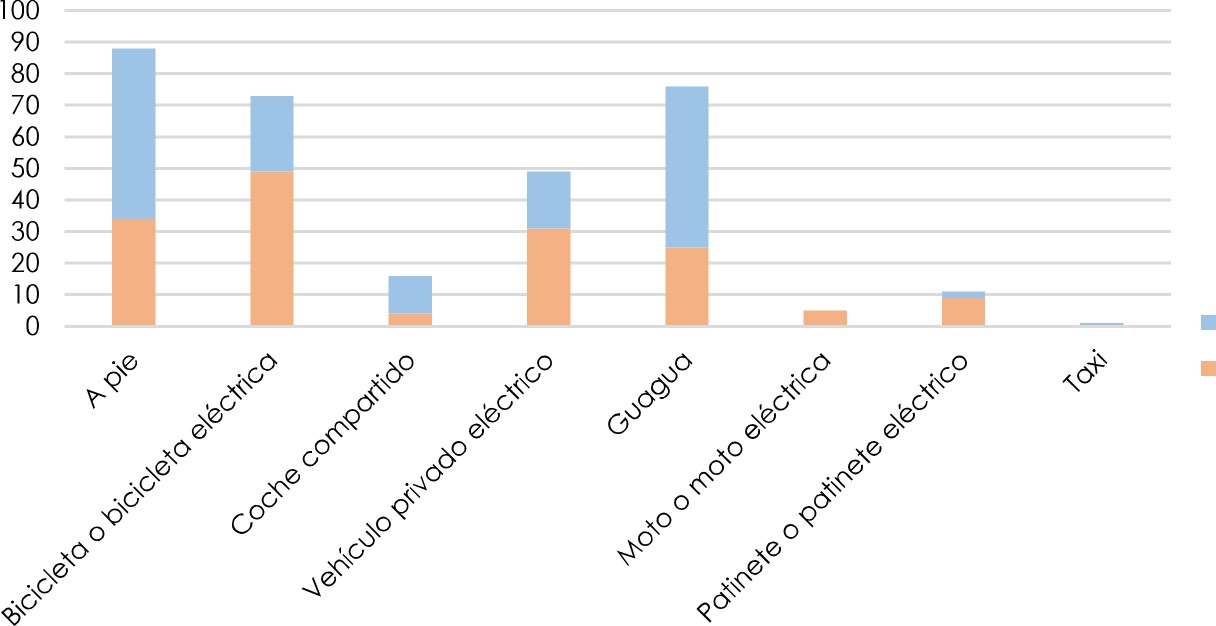 100
90
80
70
60
50
40
30
20
10
0
A pie
Bicicleta o bicicleta eléctrica
Coche compartido
Vehículo privado eléctrico
Guagua
Moto o moto eléctrica
Patinete o patinete eléctrico
Taxi